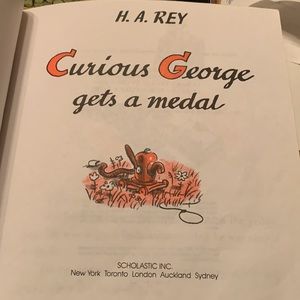 H. A. REY
Curious George
gets a medal
SCHOLASTIC INC.
New York Toronto London Auckland Sydney